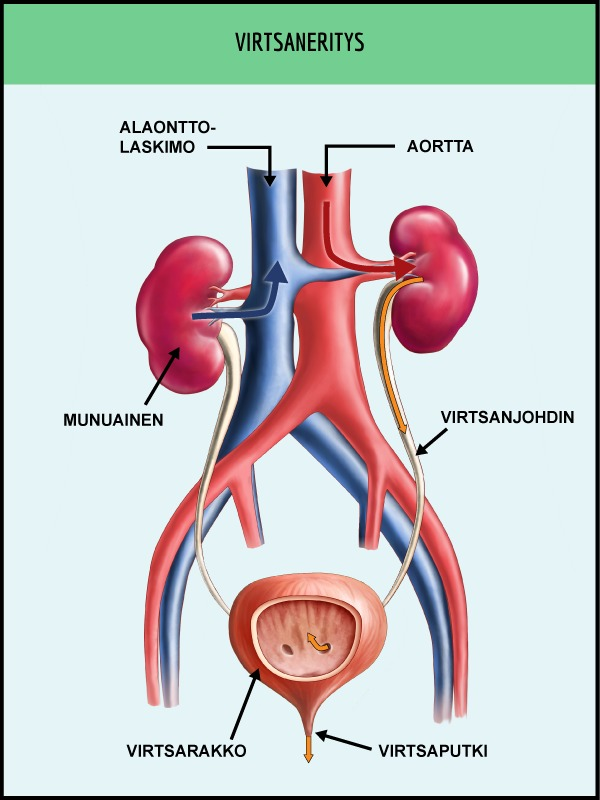 VIRTSANERITYS
ALAONTTO-
LASKIMO
AORTTA
MUNUAINEN
VIRTSANJOHDIN
VIRTSARAKKO
VIRTSAPUTKI